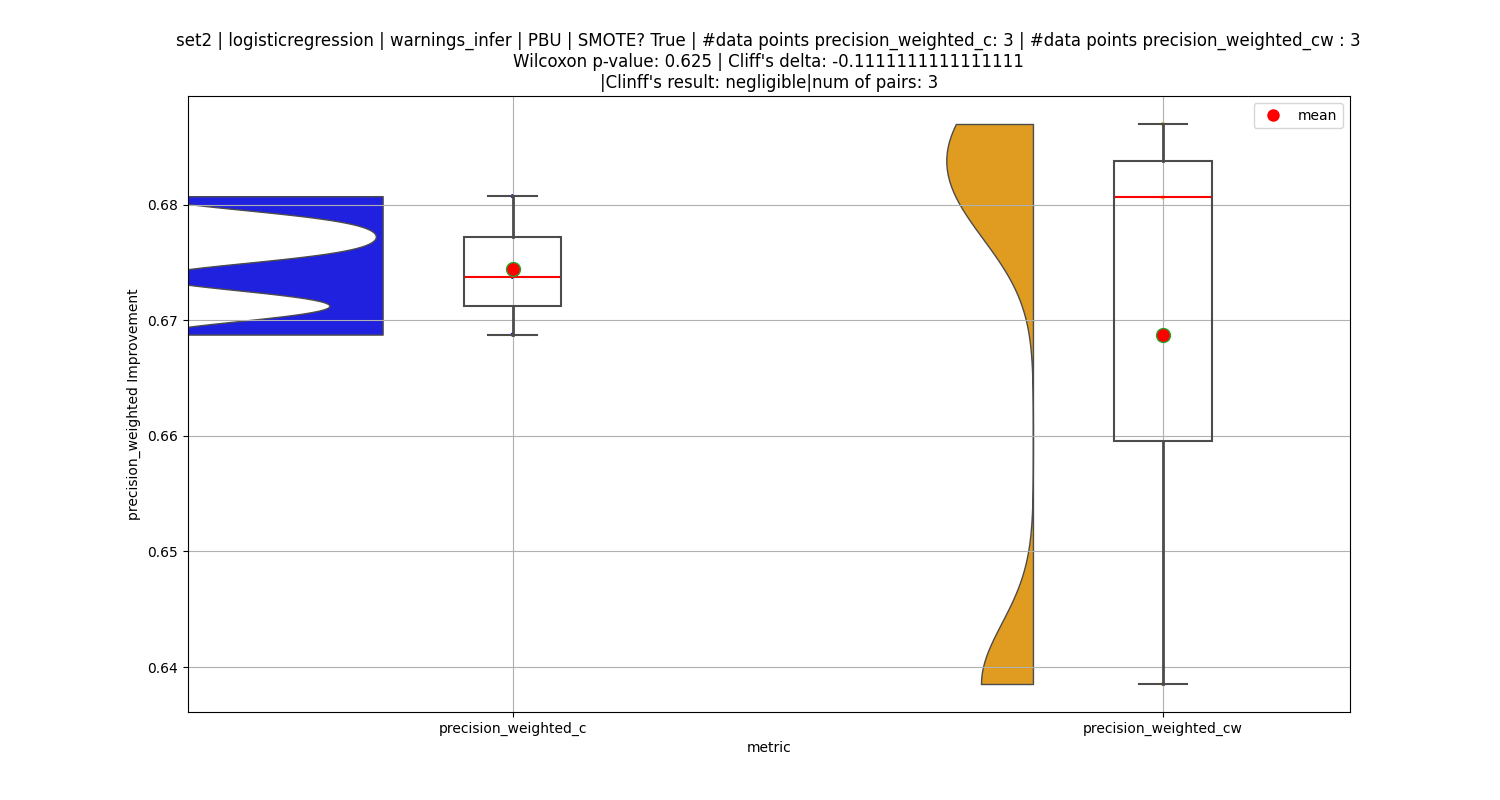 set2 | logisticregression | warnings_infer | PBU | SMOTE? True | #data points precision_weighted_c: 3 | #data points precision_weighted_cw : 3
Wilcoxon p-value: 0.625 | Cliff's delta: -0.1111111111111111
|Clinff's result: negligible|num of pairs: 3
mean
precision_weighted Improvement
0.68
0.67
0.66
0.65
0.64
precision_weighted_c
precision_weighted_cw
metric